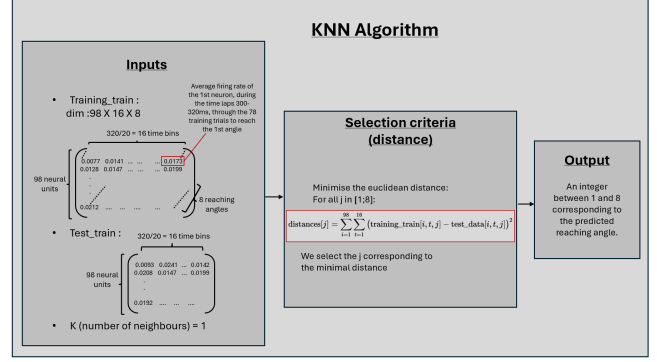 KNN Algorithm
Inputs
• Training_train :
dim :98 X 16 X 8
Average firing rate of
the 1st neuron, during
the time laps 300-
320ms, through the 78
training trials to reach
the 1st angle
320/20 = 16 time bins
98 neural
units
0.0077 0.0141 ... ... ... 0.0173
0.0128 0.0147 ... ... 0.0199
.
.
.
0.0212 .... ... ... ...
8 reaching
angles
• Test_train :
320/20 = 16 time bins
98 neural
units
0.0093 0.0241 ... 0.0142
0.0208 0.0147 ... 0.0199
.
.
0.0192 .... .... ....
• K (number of neighbours) = 1
Selection criteria
(distance)
Minimise the euclidean distance:
For all j in [1;8]:
distances[j] = ∑_{i=1}^{98} ∑_{t=1}^{16} (training_train[i, t, j] − test_data[i, t, j])²
We select the j corresponding to
the minimal distance
Output
An integer
between 1 and 8
corresponding to
the predicted
reaching angle.